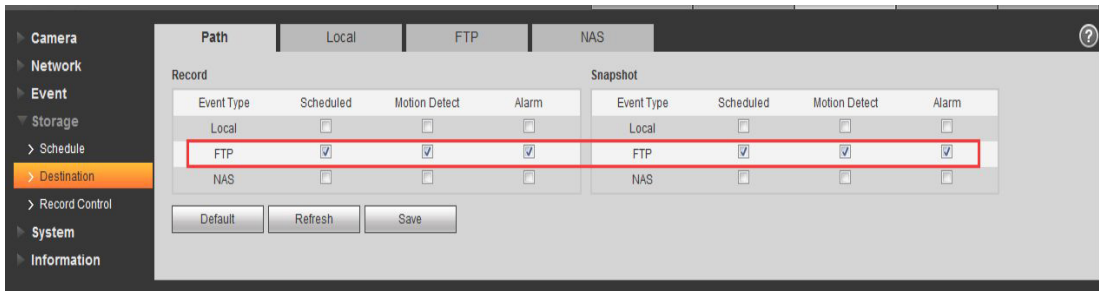 Camera
Network
Event
Storage
Schedule
Destination
Record Control
System
Information
Path Local FTP NAS
?
Record
Event Type Scheduled Motion Detect Alarm
Local
FTP
NAS
Snapshot
Event Type Scheduled Motion Detect Alarm
Local
FTP
NAS
Default Refresh Save